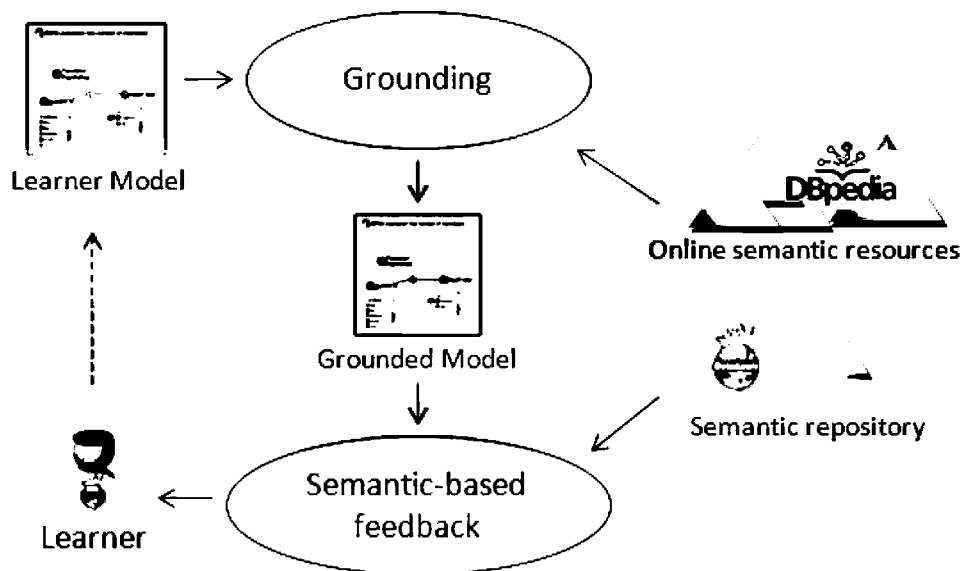 Grounding
Learner Model
DBpedia
Online semantic resources
Grounded Model
Semantic repository
Semantic-based
feedback
Learner